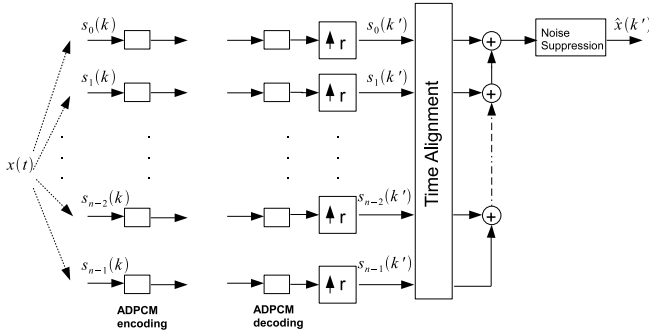 s₀(k) ↑ r s₀(k') Noise Suppression x̂(k')
s₁(k) ↑ r s₁(k')
x(t) Time Alignment
sₙ₋₂(k) ↑ r sₙ₋₂(k')
sₙ₋₁(k) ↑ r sₙ₋₁(k')
+
+
+
ADPCM encoding
ADPCM decoding